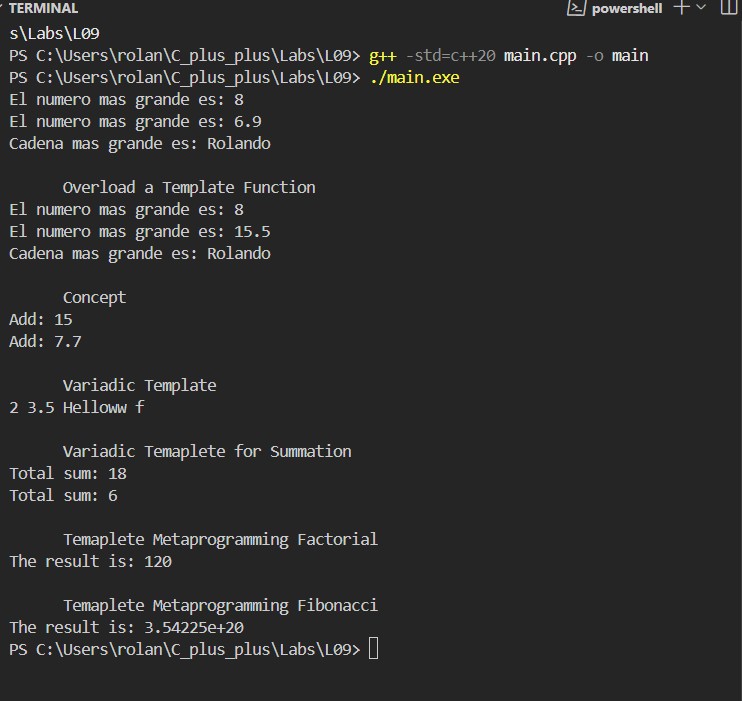 TERMINAL
powershell
s\Labs\L09
PS C:\Users\rolan\C_plus_plus\Labs\L09> g++ -std=c++20 main.cpp -o main
PS C:\Users\rolan\C_plus_plus\Labs\L09> ./main.exe
El numero mas grande es: 8
El numero mas grande es: 6.9
Cadena mas grande es: Rolando
Overload a Template Function
El numero mas grande es: 8
El numero mas grande es: 15.5
Cadena mas grande es: Rolando
Concept
Add: 15
Add: 7.7
Variadic Template
2 3.5 Helloww f
Variadic Temaplete for Summation
Total sum: 18
Total sum: 6
Temaplete Metaprogramming Factorial
The result is: 120
Temaplete Metaprogramming Fibonacci
The result is: 3.54225e+20
PS C:\Users\rolan\C_plus_plus\Labs\L09>